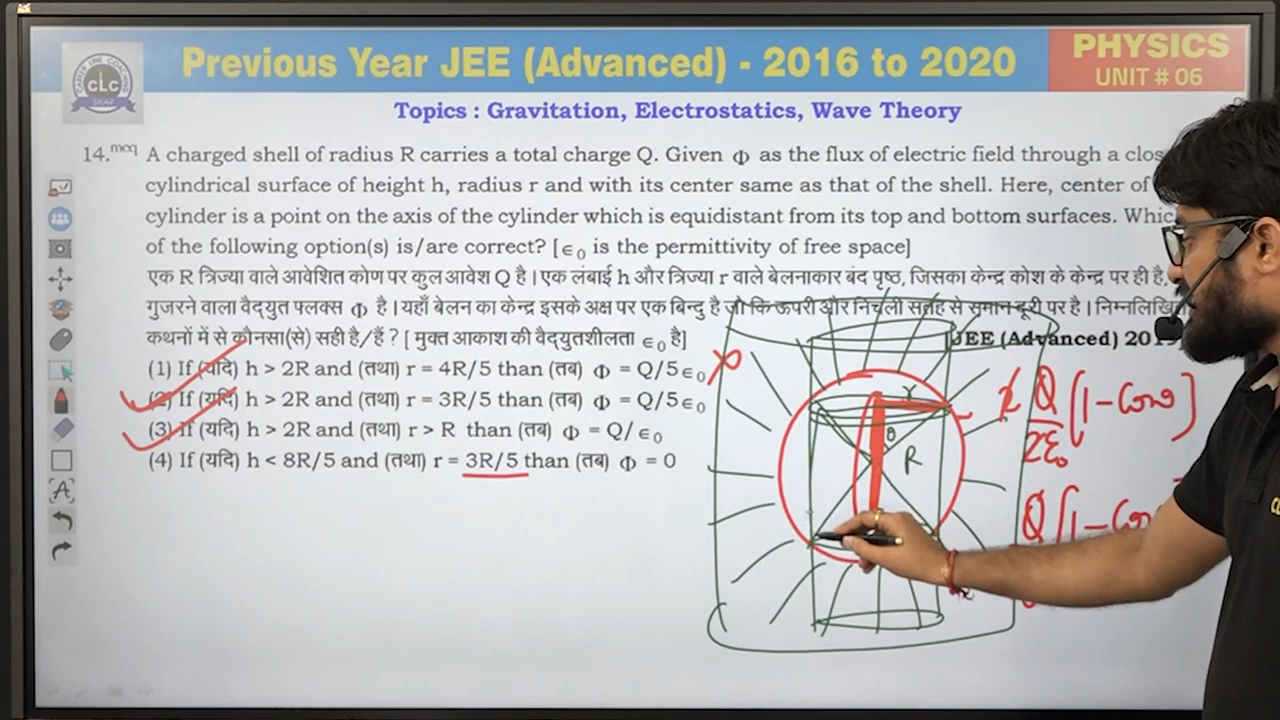 Previous Year JEE (Advanced) - 2016 to 2020
PHYSICS
UNIT # 06
CLC
SIKAR
Topics : Gravitation, Electrostatics, Wave Theory
14.mcq A charged shell of radius R carries a total charge Q. Given Φ as the flux of electric field through a
cylindrical surface of height h, radius r and with its center same as that of the shell. Here, center of
cylinder is a point on the axis of the cylinder which is equidistant from its top and bottom surfaces.
of the following option(s) is/are correct? [∈0 is the permittivity of free space]
एक R त्रिज्या वाले आवेशित कोण पर कुल आवेश Q है। एक लंबाई h और त्रिज्या r वाले बेलनाकार बंद पृष्ठ, जिसका केन्द्र कोश के केन्द्र पर ही है,
गुजरने वाला वैद्युत फ्लक्स Φ है। यहाँ बेलन का केन्द्र इसके अक्ष पर एक बिन्दु है जो कि ऊपरी और निचली सतह से समान दूरी पर है।
कथनों में से कौनसा(से) सही है/हैं ? [ मुक्त आकाश की वैद्युतशीलता ∈0 है]
JEE (Advanced)
(1) If (यदि) h > 2R and (तथा) r = 4R/5 than (तब) Φ = Q/5∈0
(2) If (यदि) h > 2R and (तथा) r = 3R/5 than (तब) Φ = Q/5∈0
(3) If (यदि) h > 2R and (तथा) r > R than (तब) Φ = Q/∈0
(4) If (यदि) h < 8R/5 and (तथा) r = 3R/5 than (तब) Φ = 0
r
θ
R
Q/2ε0 [1-Cosθ]
Q [1-Cos